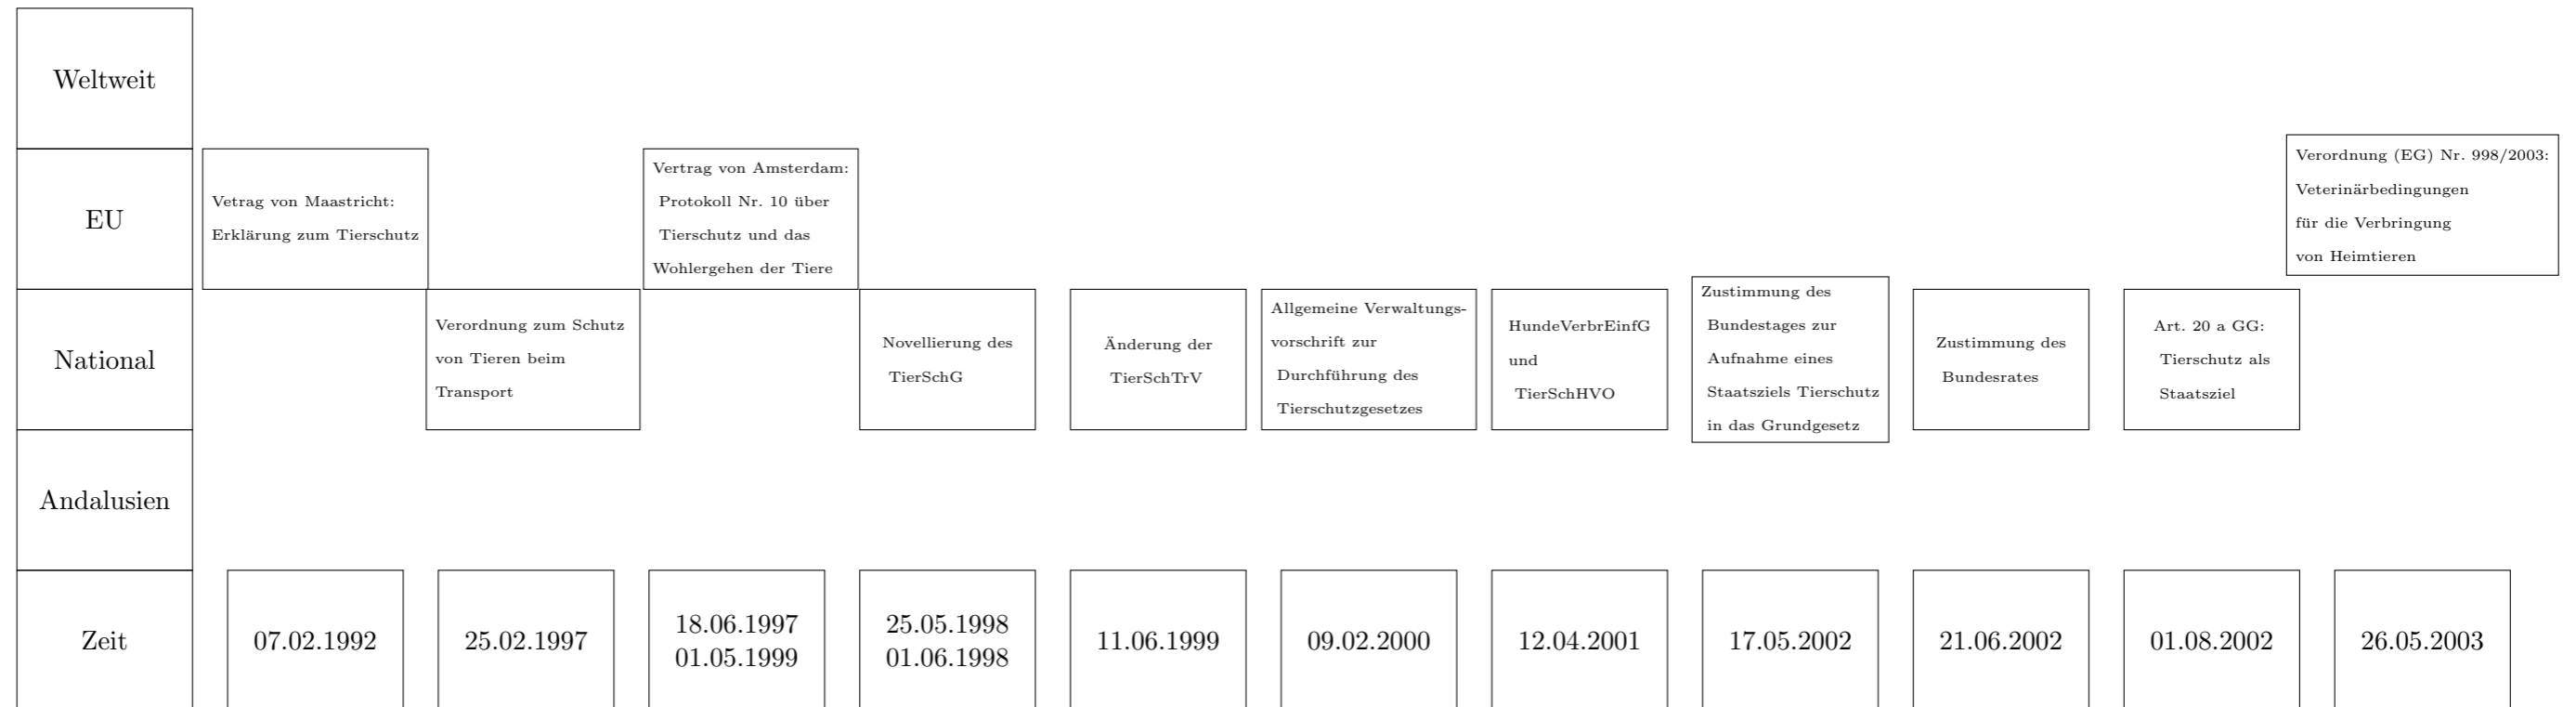 Weltweit
EU
Vetrag von Maastricht:
Erklärung zum Tierschutz
Vertrag von Amsterdam:
Protokoll Nr. 10 über
Tierschutz und das
Wohlergehen der Tiere
Verordnung (EG) Nr. 998/2003:
Veterinärbedingungen
für die Verbringung
von Heimtieren
National
Verordnung zum Schutz
von Tieren beim
Transport
Novellierung des
TierSchG
Änderung der
TierSchTrV
Allgemeine Verwaltungs-
vorschrift zur
Durchführung des
Tierschutzgesetzes
HundeVerbrEinfG
und
TierSchHVO
Zustimmung des
Bundestages zur
Aufnahme eines
Staatsziels Tierschutz
in das Grundgesetz
Zustimmung des
Bundesrates
Art. 20 a GG:
Tierschutz als
Staatsziel
Andalusien
Zeit
07.02.1992
25.02.1997
18.06.1997
01.05.1999
25.05.1998
01.06.1998
11.06.1999
09.02.2000
12.04.2001
17.05.2002
21.06.2002
01.08.2002
26.05.2003